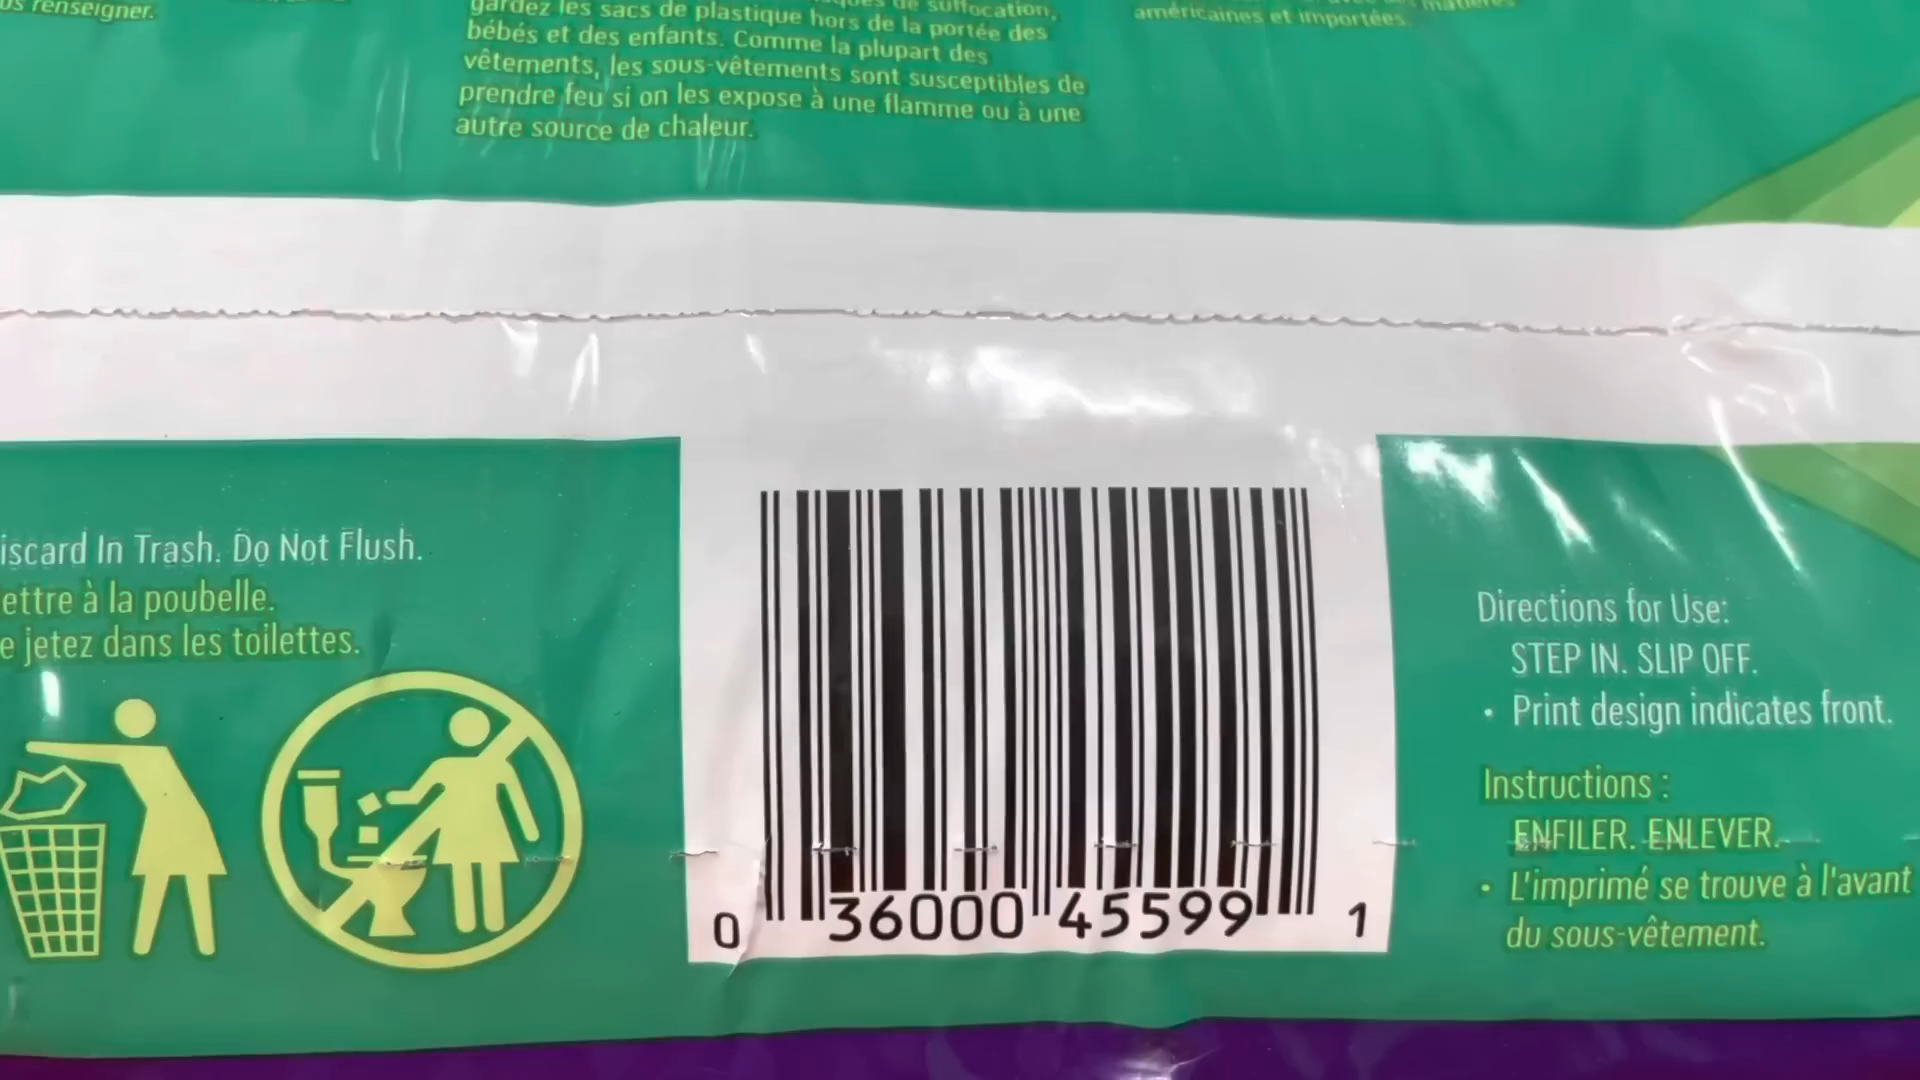 us renseigner.
de suffocation,
gardez les sacs de plastique hors de la portée des
bébés et des enfants. Comme la plupart des
vêtements, les sous-vêtements sont susceptibles de
prendre feu si on les expose à une flamme ou à une
autre source de chaleur.
matières
américaines et importées.
iscard In Trash. Do Not Flush.
ettre à la poubelle.
e jetez dans les toilettes.
0 36000 45599 1
Directions for Use:
STEP IN. SLIP OFF.
• Print design indicates front.
Instructions :
ENFILER. ENLEVER.
• L'imprimé se trouve à l'avant
du sous-vêtement.